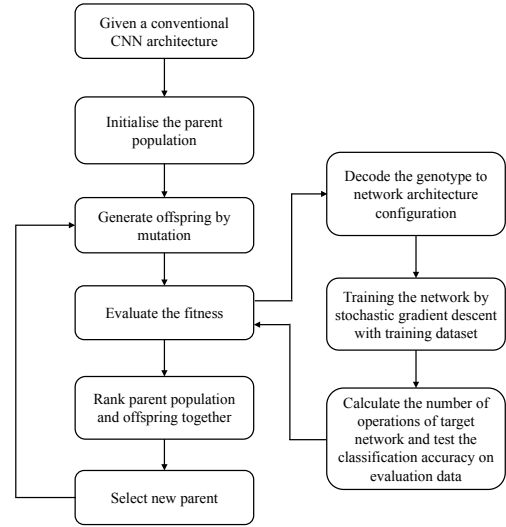 Given a conventional
CNN architecture
Initialise the parent
population
Generate offspring by
mutation
Evaluate the fitness
Rank parent population
and offspring together
Select new parent
Decode the genotype to
network architecture
configuration
Training the network by
stochastic gradient descent
with training dataset
Calculate the number of
operations of target
network and test the
classification accuracy on
evaluation data